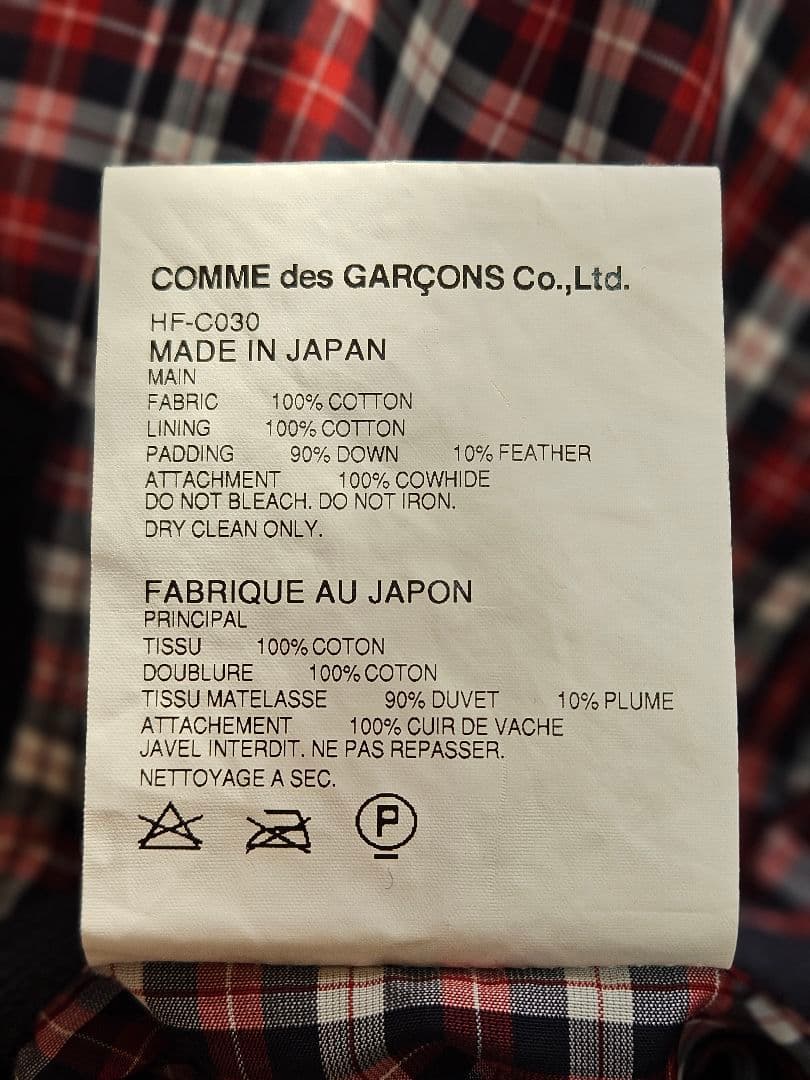 COMME des GARÇONS Co.,Ltd.
HF-C030
MADE IN JAPAN
MAIN
FABRIC 100% COTTON
LINING 100% COTTON
PADDING 90% DOWN 10% FEATHER
ATTACHMENT 100% COWHIDE
DO NOT BLEACH. DO NOT IRON.
DRY CLEAN ONLY.
FABRIQUE AU JAPON
PRINCIPAL
TISSU 100% COTON
DOUBLURE 100% COTON
TISSU MATELASSE 90% DUVET 10% PLUME
ATTACHEMENT 100% CUIR DE VACHE
JAVEL INTERDIT. NE PAS REPASSER.
NETTOYAGE A SEC.
P